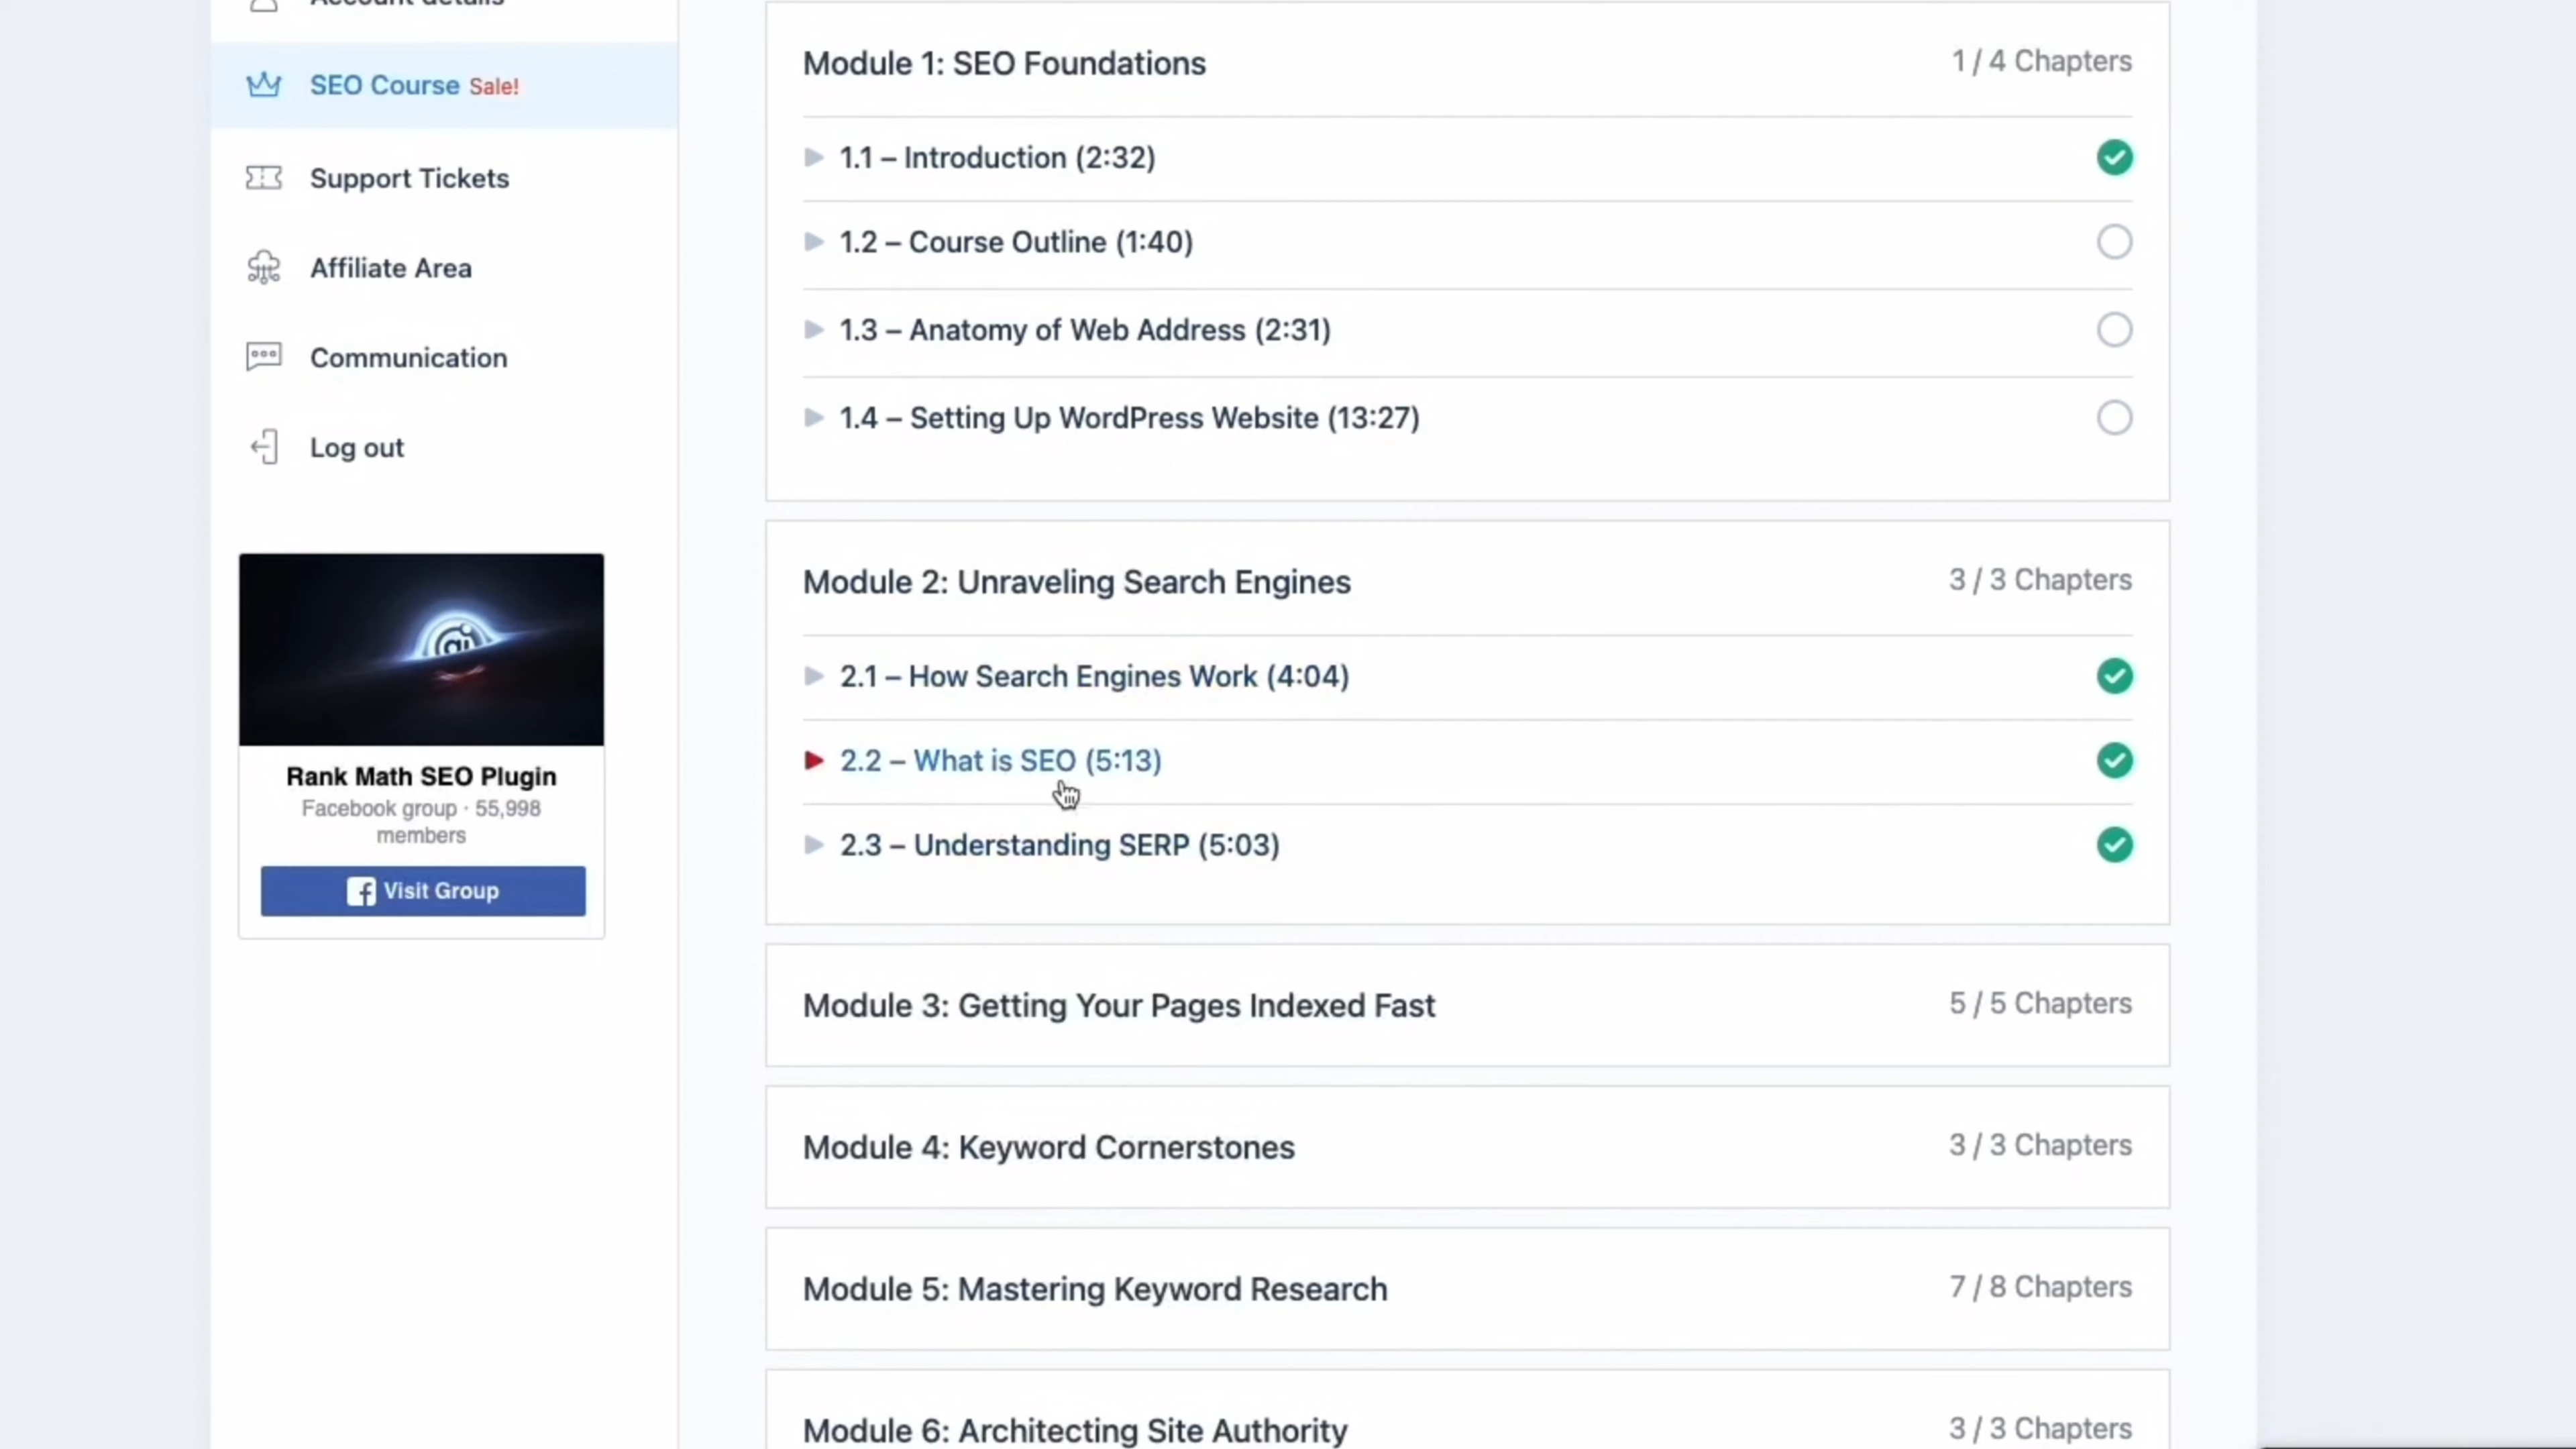 Account details
SEO Course Sale!
Support Tickets
Affiliate Area
Communication
Log out
Rank Math SEO Plugin
Facebook group · 55,998
members
Visit Group
Module 1: SEO Foundations
1 / 4 Chapters
1.1 – Introduction (2:32)
1.2 – Course Outline (1:40)
1.3 – Anatomy of Web Address (2:31)
1.4 – Setting Up WordPress Website (13:27)
Module 2: Unraveling Search Engines
3 / 3 Chapters
2.1 – How Search Engines Work (4:04)
2.2 – What is SEO (5:13)
2.3 – Understanding SERP (5:03)
Module 3: Getting Your Pages Indexed Fast
5 / 5 Chapters
Module 4: Keyword Cornerstones
3 / 3 Chapters
Module 5: Mastering Keyword Research
7 / 8 Chapters
Module 6: Architecting Site Authority
3 / 3 Chapters